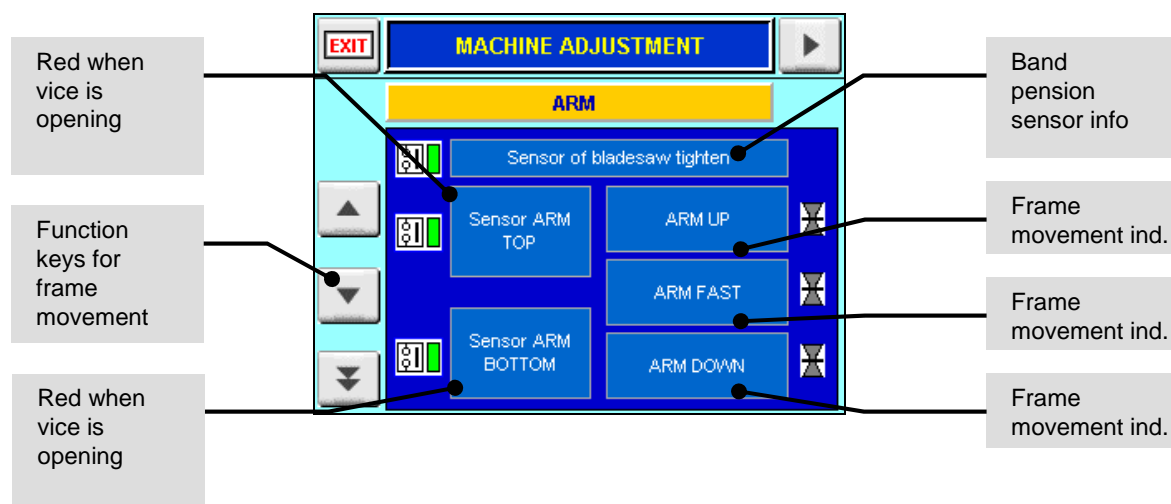 EXIT
MACHINE ADJUSTMENT
ARM
Sensor of bladesaw tighten
Sensor ARM
TOP
ARM UP
ARM FAST
Sensor ARM
BOTTOM
ARM DOWN
Red when
vice is
opening
Function
keys for
frame
movement
Red when
vice is
opening
Band
pension
sensor info
Frame
movement ind.
Frame
movement ind.
Frame
movement ind.